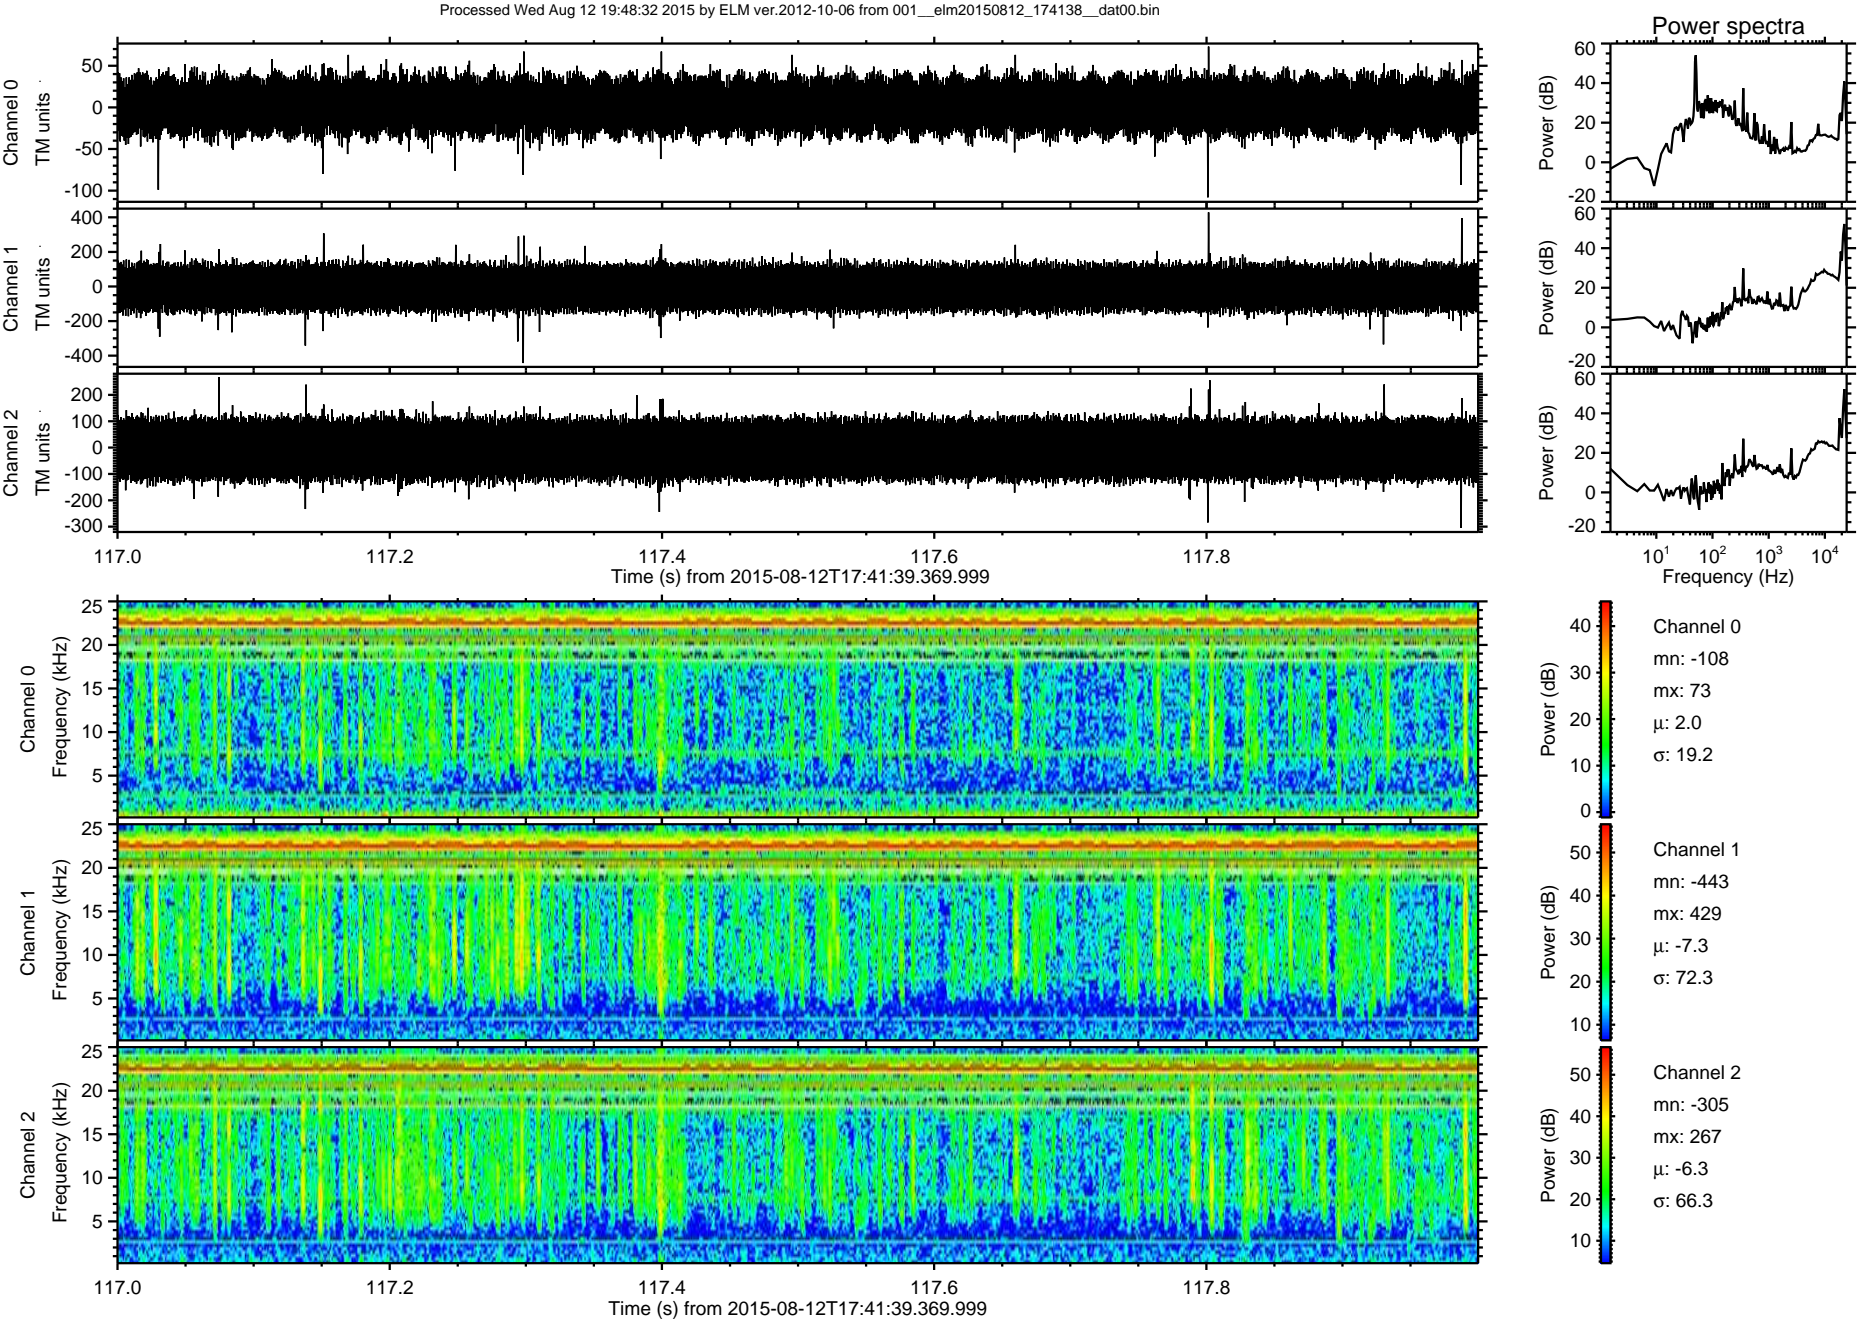 Processed Wed Aug 12 19:48:32 2015 by ELM ver.2012-10-06 from 001__elm20150812_174138__dat00.bin
Power spectra
Channel 0
TM units
50
0
-50
-100
Power (dB)
60
40
20
0
-20
Channel 1
TM units
400
200
0
-200
-400
Power (dB)
60
40
20
0
-20
Channel 2
TM units
200
100
0
-100
-200
-300
Power (dB)
60
40
20
0
-20
117.0
117.2
117.4
117.6
117.8
Time (s) from 2015-08-12T17:41:39.369.999
10¹
10²
10³
10⁴
Frequency (Hz)
Channel 0
Frequency (kHz)
25
20
15
10
5
Power (dB)
40
30
20
10
0
Channel 0
mn: -108
mx: 73
μ: 2.0
σ: 19.2
Channel 1
Frequency (kHz)
25
20
15
10
5
Power (dB)
50
40
30
20
10
Channel 1
mn: -443
mx: 429
μ: -7.3
σ: 72.3
Channel 2
Frequency (kHz)
25
20
15
10
5
Power (dB)
50
40
30
20
10
Channel 2
mn: -305
mx: 267
μ: -6.3
σ: 66.3
117.0
117.2
117.4
117.6
117.8
Time (s) from 2015-08-12T17:41:39.369.999